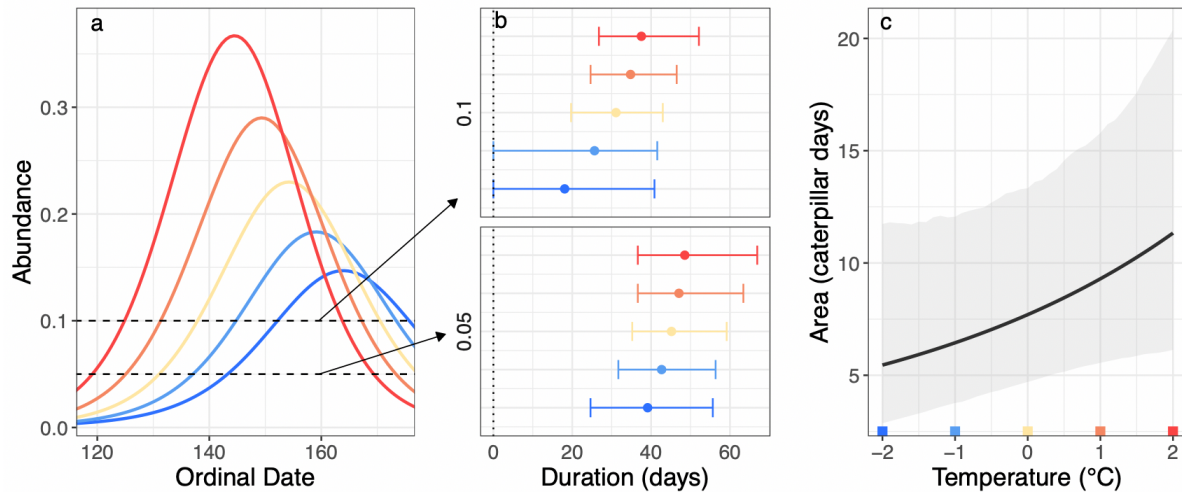 a
Abundance
0.3
0.2
0.1
0.0
120
140
160
Ordinal Date
b
0.1
0.05
0
20
40
60
Duration (days)
c
Area (caterpillar days)
20
15
10
5
−2
−1
0
1
2
Temperature (°C)